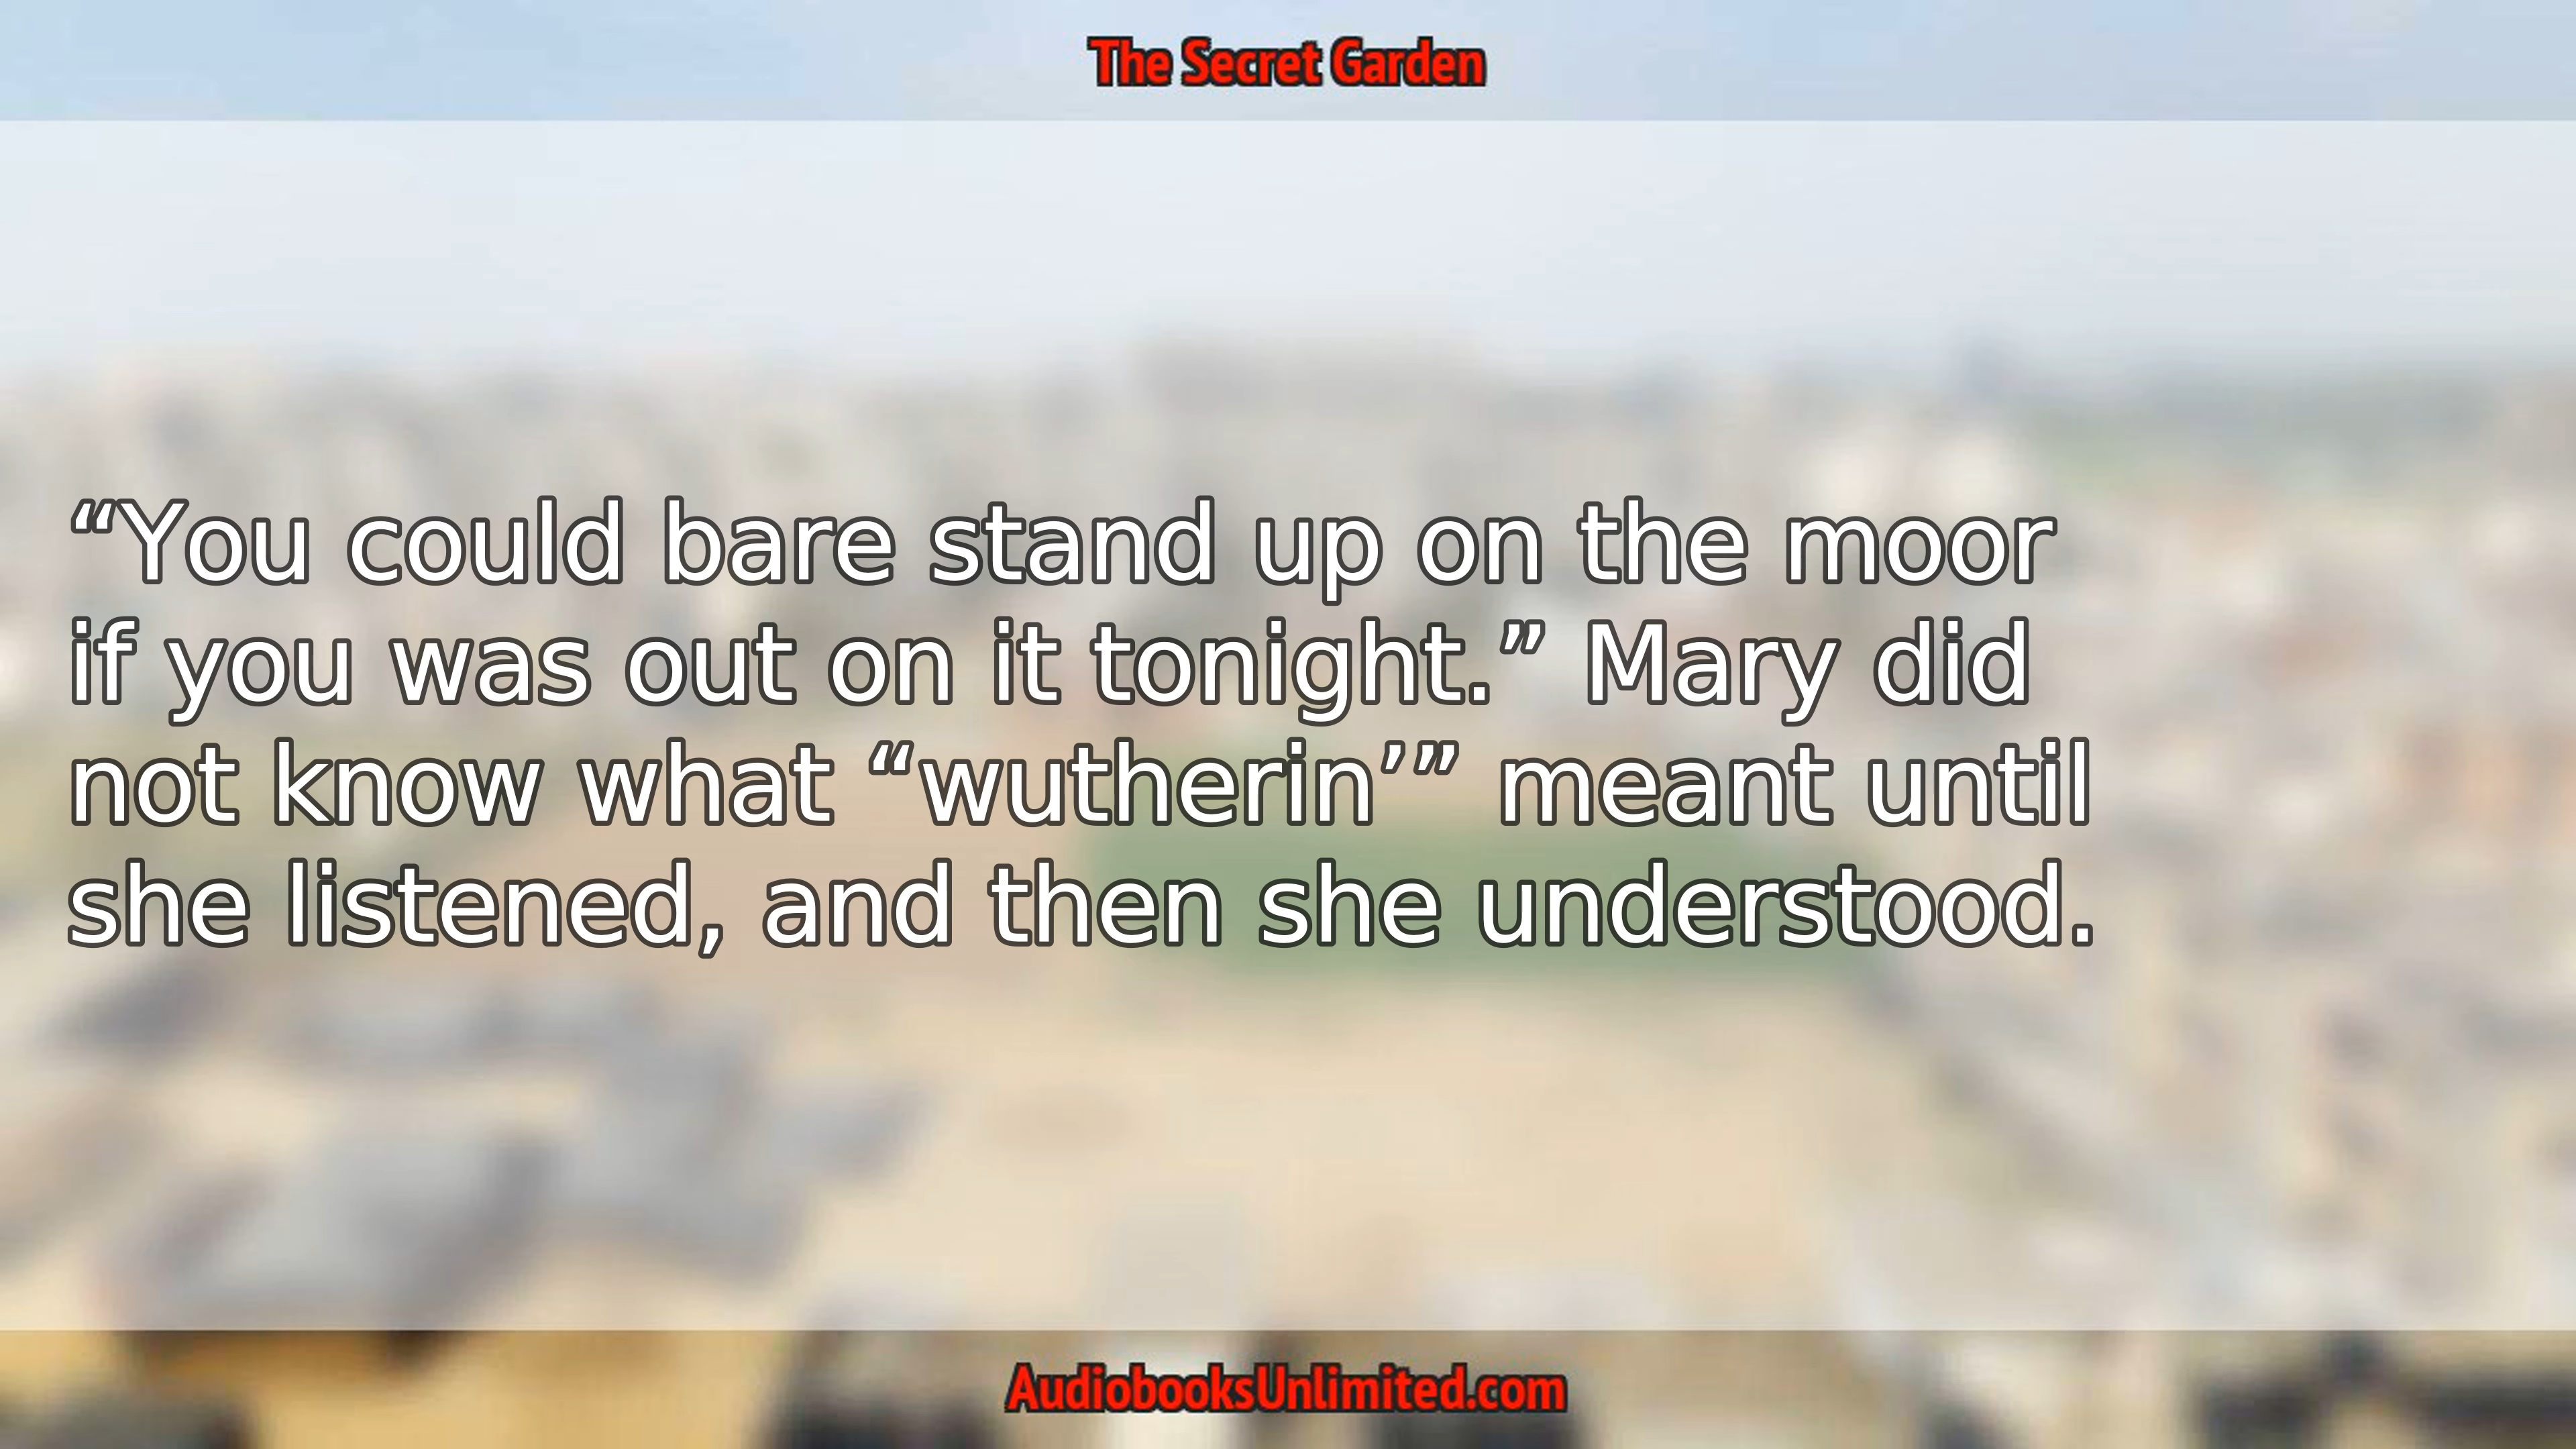 The Secret Garden
“You could bare stand up on the moor
if you was out on it tonight.” Mary did
not know what “wutherin’” meant until
she listened, and then she understood.
AudiobooksUnlimited.com